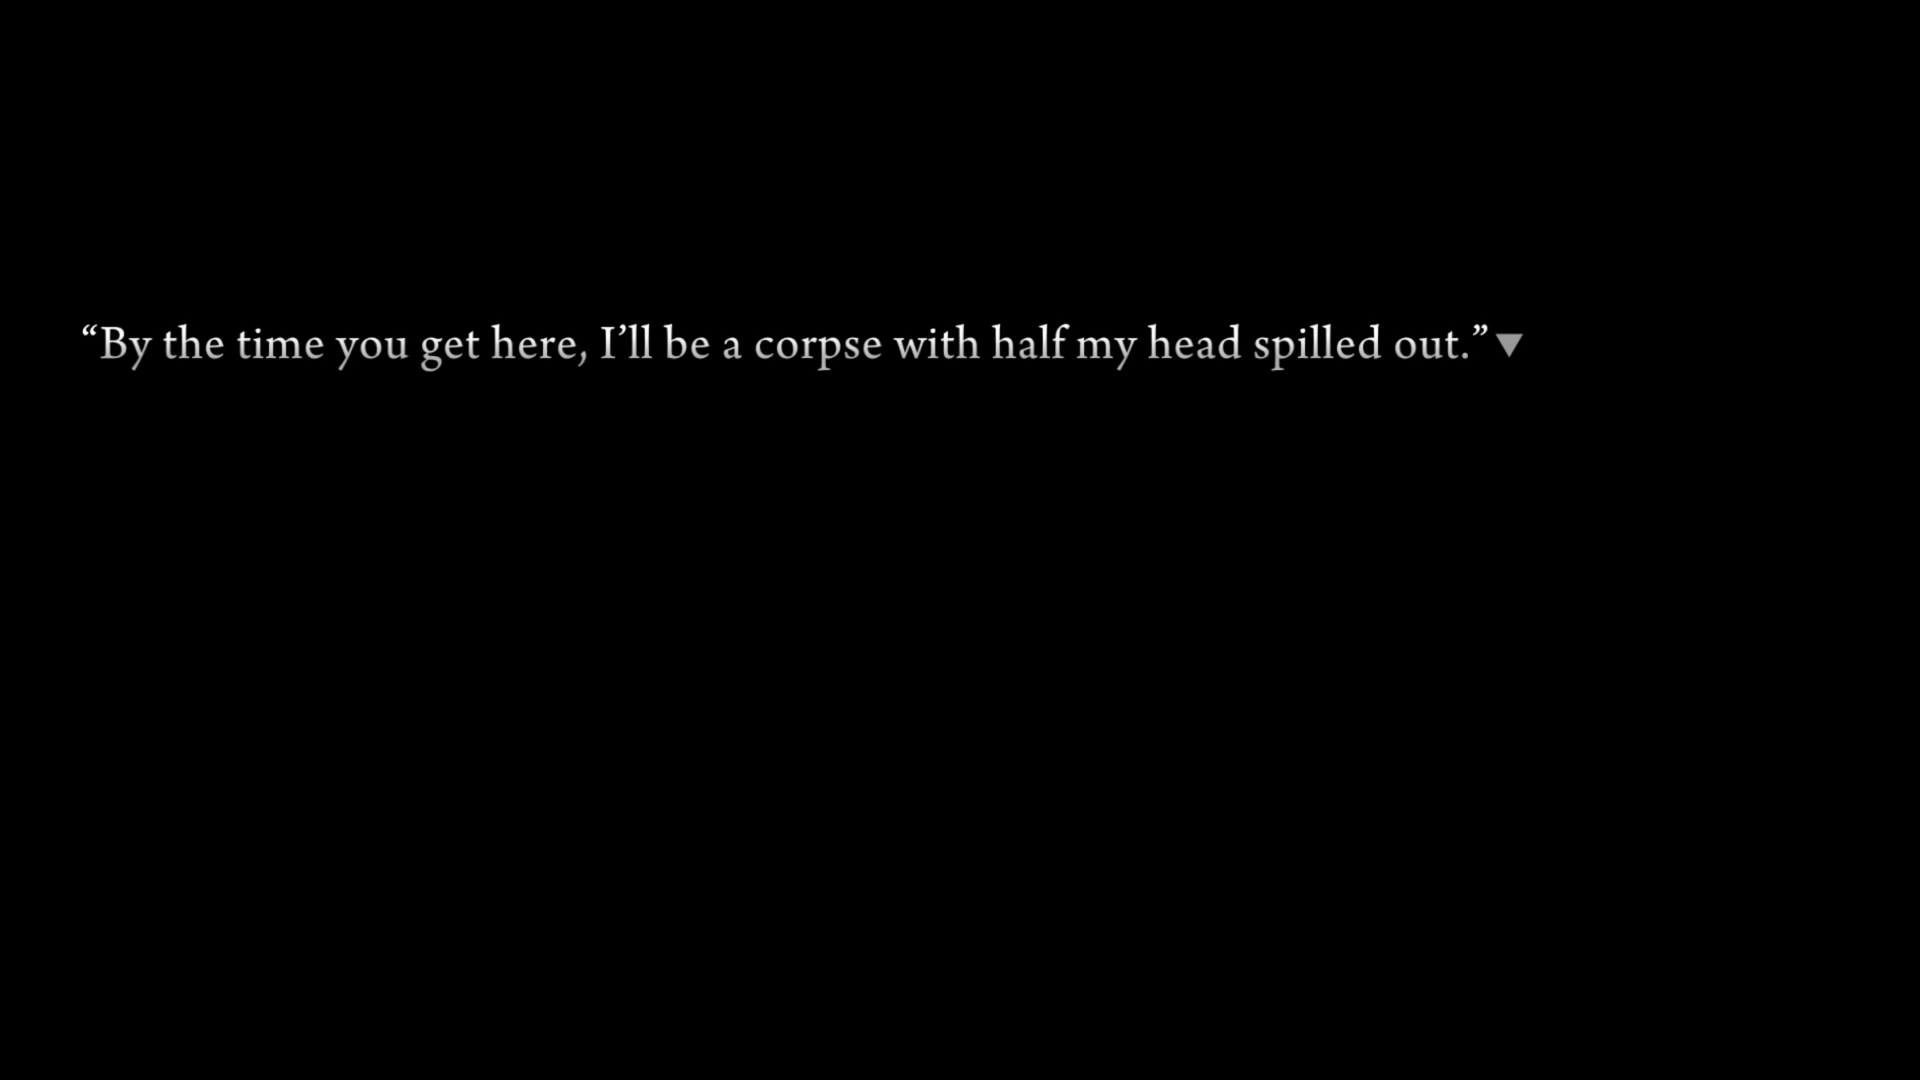 “By the time you get here, I’ll be a corpse with half my head spilled out.”